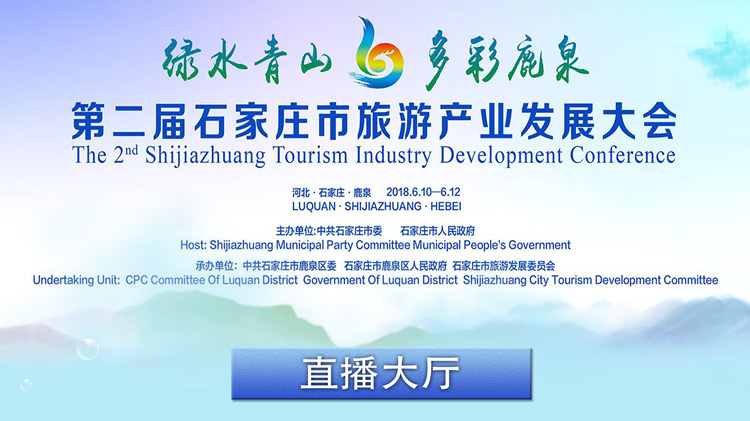 绿水青山 多彩鹿泉
第二届石家庄市旅游产业发展大会
The 2nd Shijiazhuang Tourism Industry Development Conference
河北·石家庄·鹿泉 2018.6.10—6.12
LUQUAN·SHIJIAZHUANG·HEBEI
主办单位:中共石家庄市委 石家庄市人民政府
Host: Shijiazhuang Municipal Party Committee Municipal People's Government
承办单位：中共石家庄市鹿泉区委 石家庄市鹿泉区人民政府 石家庄市旅游发展委员会
Undertaking Unit: CPC Committee Of Luquan District Government Of Luquan District Shijiazhuang City Tourism Development Committee
直播大厅